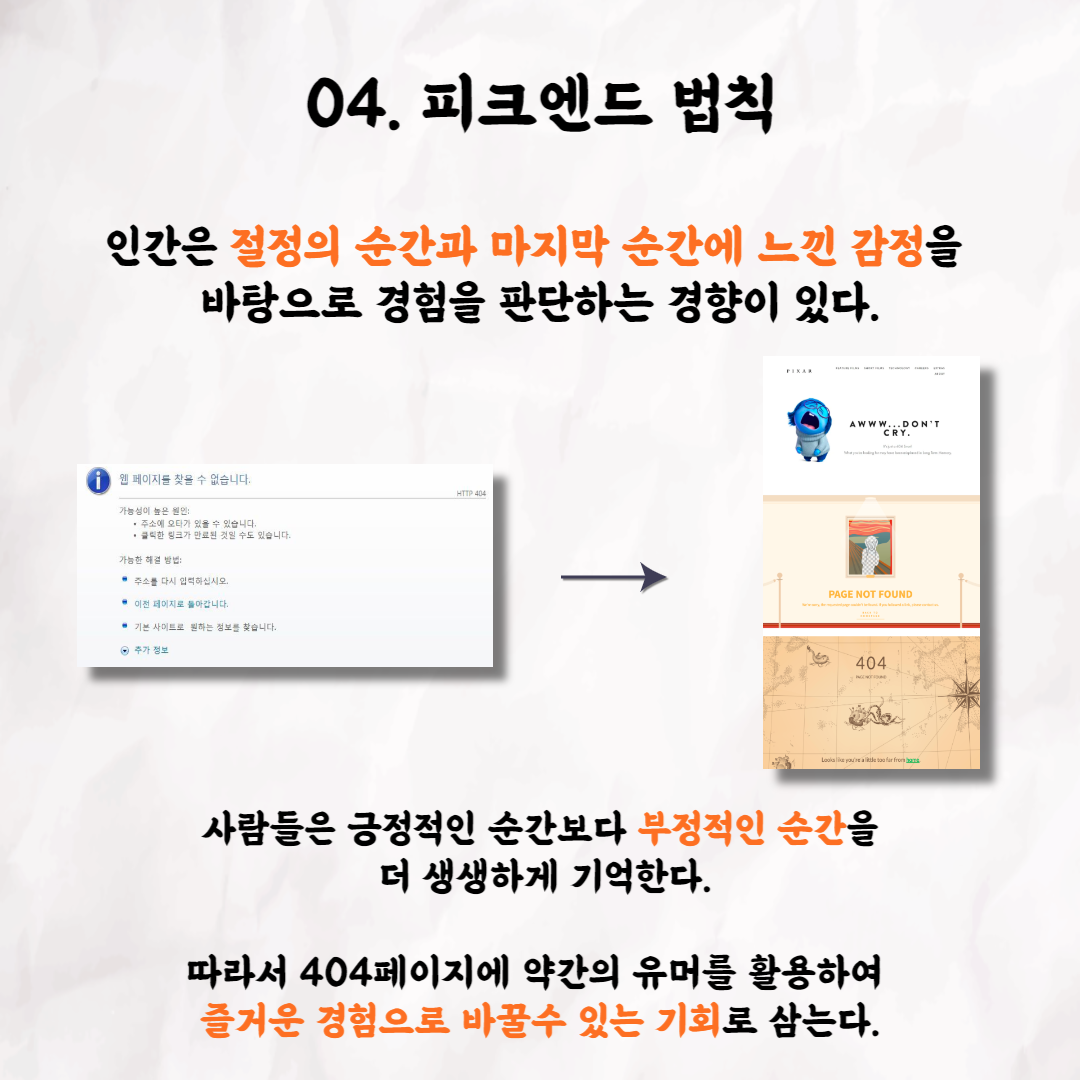 04. 피크엔드 법칙
인간은 절정의 순간과 마지막 순간에 느낀 감정을
바탕으로 경험을 판단하는 경향이 있다.
웹 페이지를 찾을 수 없습니다.
HTTP 404
가능성이 높은 원인:
• 주소에 오타가 있을 수 있습니다.
• 클릭한 링크가 만료된 것일 수도 있습니다.
가능한 해결 방법:
주소를 다시 입력하십시오.
이전 페이지로 돌아갑니다.
기본 사이트로 원하는 정보를 찾습니다.
추가 정보
PIXAR
AWWW...DON'T
CRY.
PAGE NOT FOUND
404
PAGE NOT FOUND
Looks like you're a little too far from home.
사람들은 긍정적인 순간보다 부정적인 순간을
더 생생하게 기억한다.
따라서 404페이지에 약간의 유머를 활용하여
즐거운 경험으로 바꿀수 있는 기회로 삼는다.